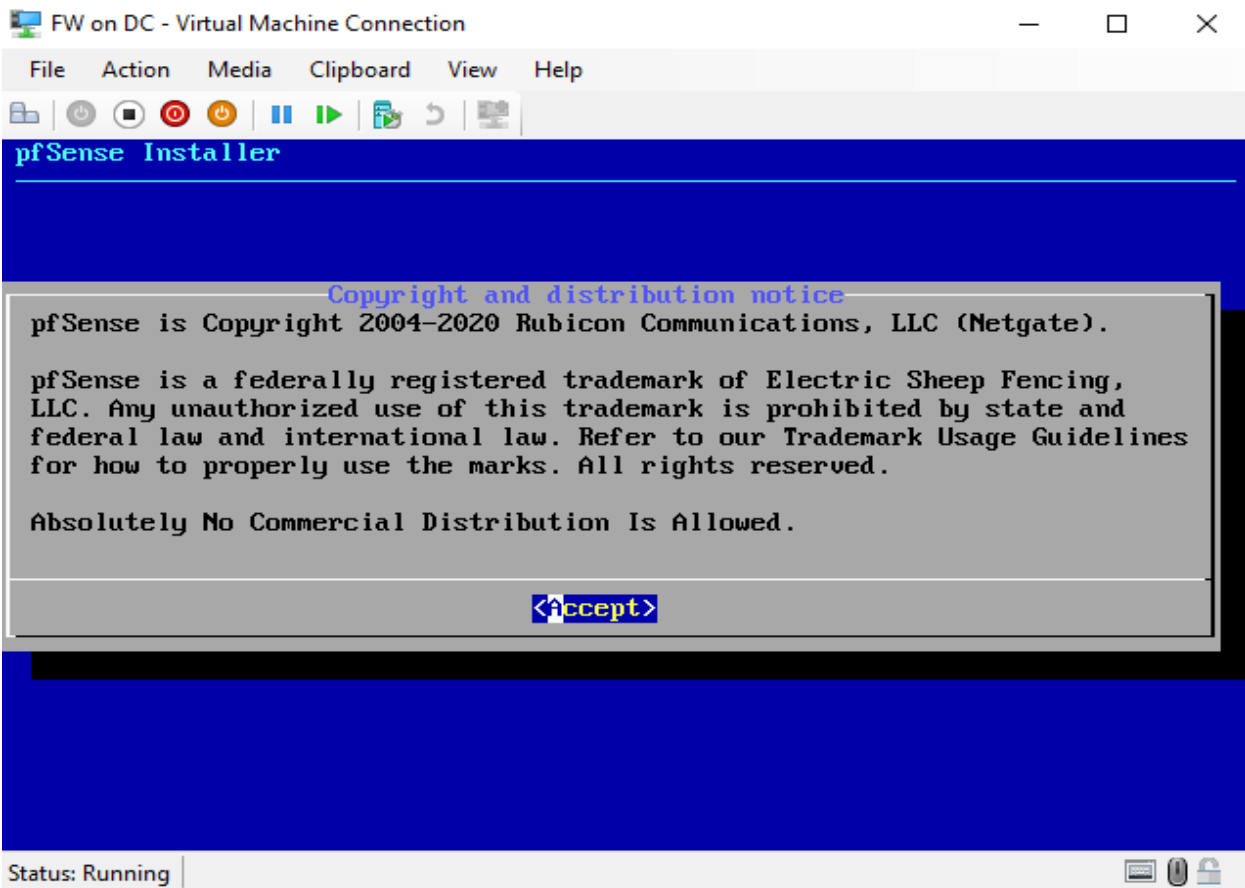 FW on DC - Virtual Machine Connection
File Action Media Clipboard View Help
pfSense Installer
Copyright and distribution notice
pfSense is Copyright 2004-2020 Rubicon Communications, LLC (Netgate).
pfSense is a federally registered trademark of Electric Sheep Fencing,
LLC. Any unauthorized use of this trademark is prohibited by state and
federal law and international law. Refer to our Trademark Usage Guidelines
for how to properly use the marks. All rights reserved.
Absolutely No Commercial Distribution Is Allowed.
<Accept>
Status: Running